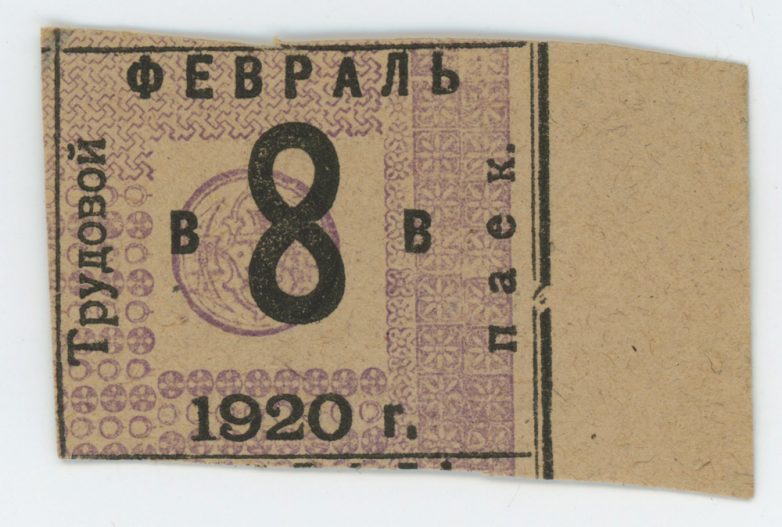 ФЕВРАЛЬ
Трудовой
В 8 В
паек.
1920 г.